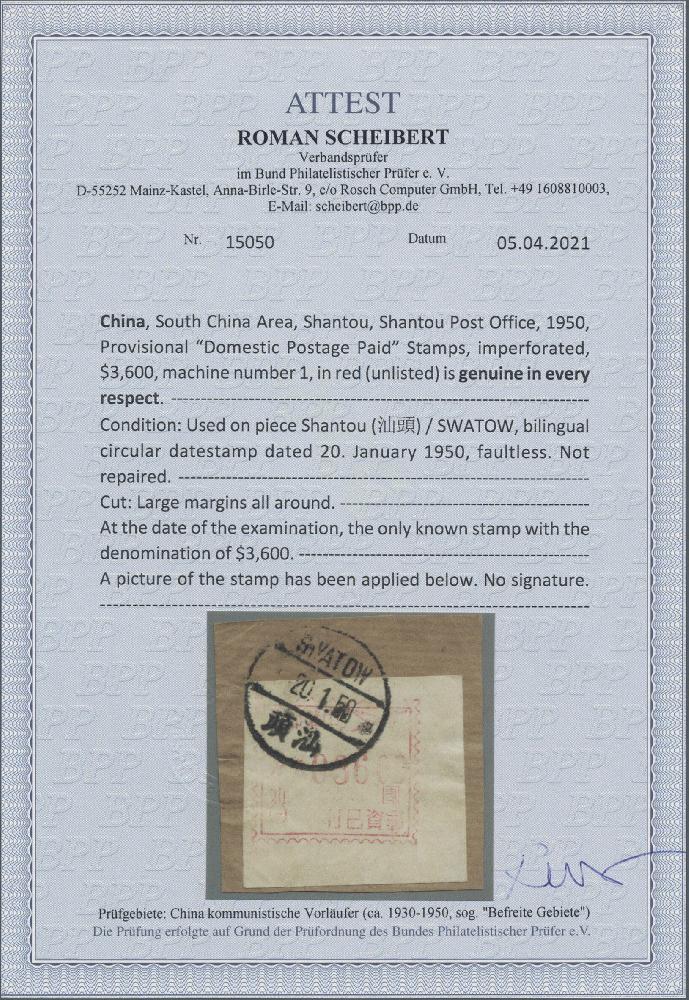 ATTEST
ROMAN SCHEIBERT
Verbandsprüfer
im Bund Philatelistischer Prüfer e. V.
D-55252 Mainz-Kastel, Anna-Birle-Str. 9, c/o Rosch Computer GmbH, Tel. +49 1608810003,
E-Mail: scheibert@bpp.de
Nr. 15050 Datum 05.04.2021
China, South China Area, Shantou, Shantou Post Office, 1950,
Provisional “Domestic Postage Paid” Stamps, imperforated,
$3,600, machine number 1, in red (unlisted) is genuine in every
respect.
Condition: Used on piece Shantou (汕頭) / SWATOW, bilingual
circular datestamp dated 20. January 1950, faultless. Not
repaired.
Cut: Large margins all around.
At the date of the examination, the only known stamp with the
denomination of $3,600.
A picture of the stamp has been applied below. No signature.
SWATOW
20.1.50
頭汕
圓
資已
Prüfgebiete: China kommunistische Vorläufer (ca. 1930-1950, sog. "Befreite Gebiete")
Die Prüfung erfolgte auf Grund der Prüfordnung des Bundes Philatelistischer Prüfer e.V.